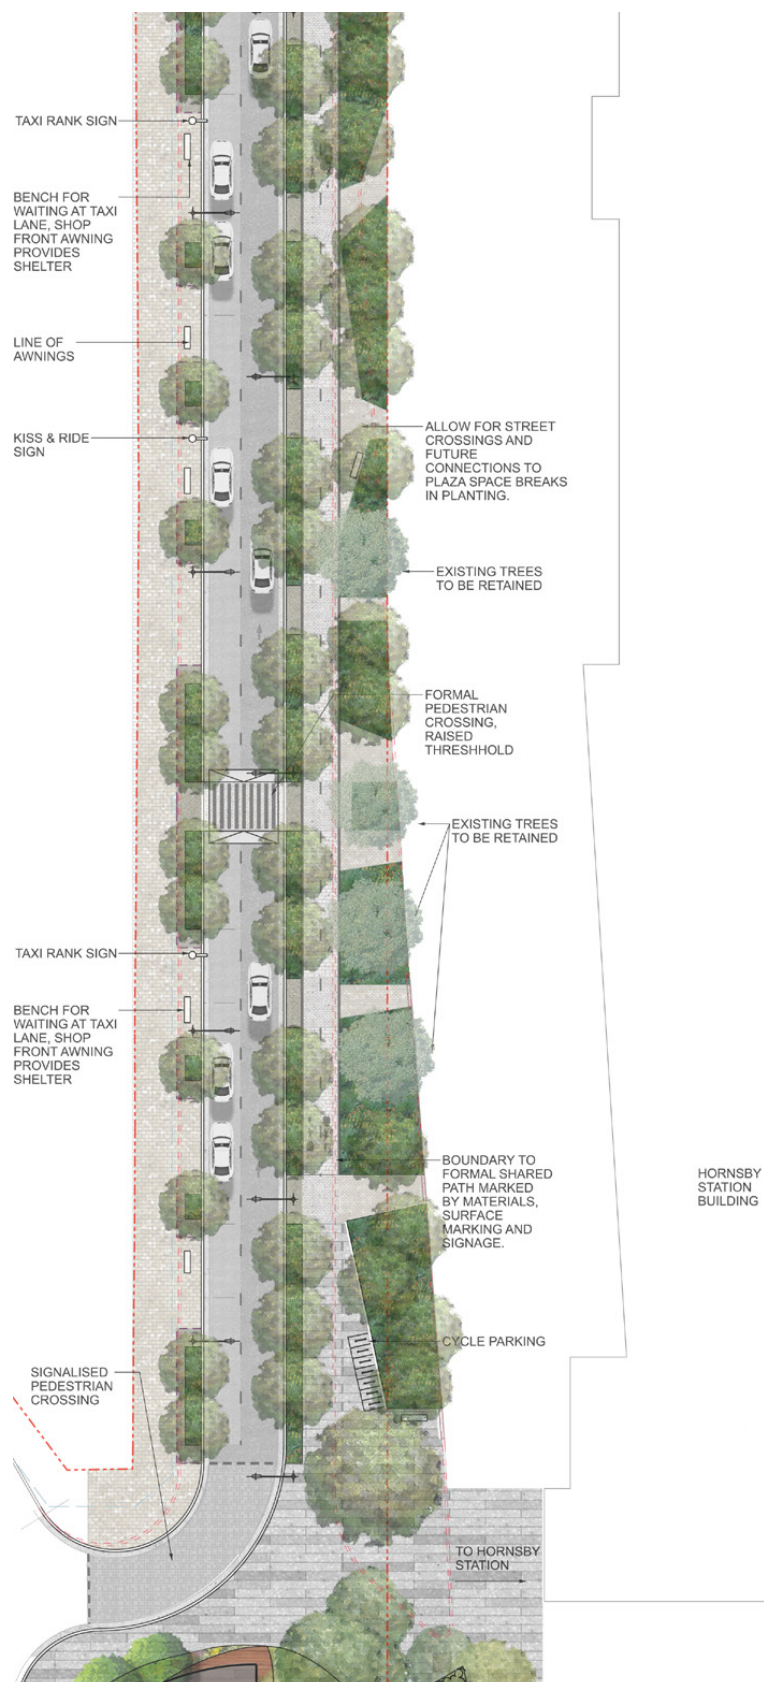 TAXI RANK SIGN
BENCH FOR
WAITING AT TAXI
LANE, SHOP
FRONT AWNING
PROVIDES
SHELTER
LINE OF
AWNINGS
KISS & RIDE
SIGN
ALLOW FOR STREET
CROSSINGS AND
FUTURE
CONNECTIONS TO
PLAZA SPACE BREAKS
IN PLANTING.
EXISTING TREES
TO BE RETAINED
FORMAL
PEDESTRIAN
CROSSING,
RAISED
THRESHHOLD
EXISTING TREES
TO BE RETAINED
TAXI RANK SIGN
BENCH FOR
WAITING AT TAXI
LANE, SHOP
FRONT AWNING
PROVIDES
SHELTER
BOUNDARY TO
FORMAL SHARED
PATH MARKED
BY MATERIALS,
SURFACE
MARKING AND
SIGNAGE.
HORNSBY
STATION
BUILDING
CYCLE PARKING
SIGNALISED
PEDESTRIAN
CROSSING
TO HORNSBY
STATION